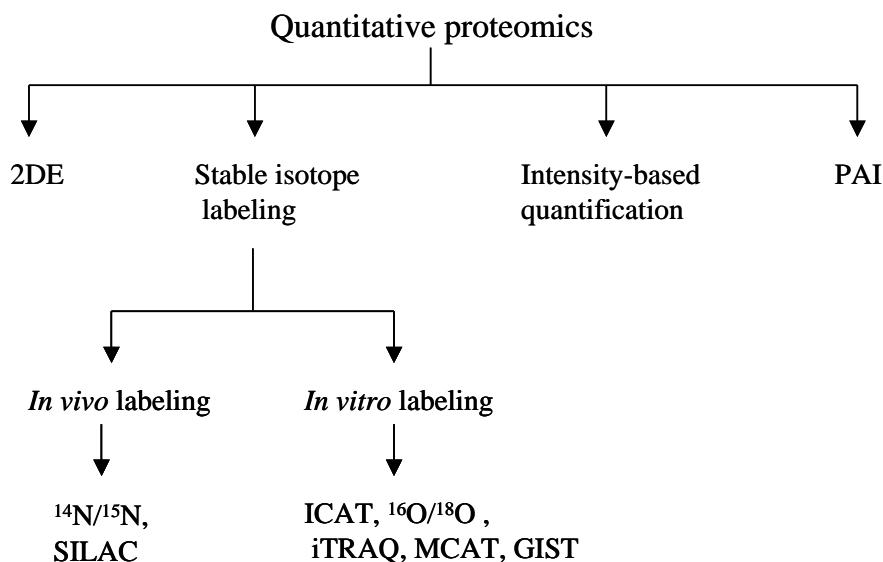 Quantitative proteomics
2DE
Stable isotope
labeling
Intensity-based
quantification
PAI
In vivo labeling
In vitro labeling
¹⁴N/¹⁵N,
SILAC
ICAT, ¹⁶O/¹⁸O ,
iTRAQ, MCAT, GIST